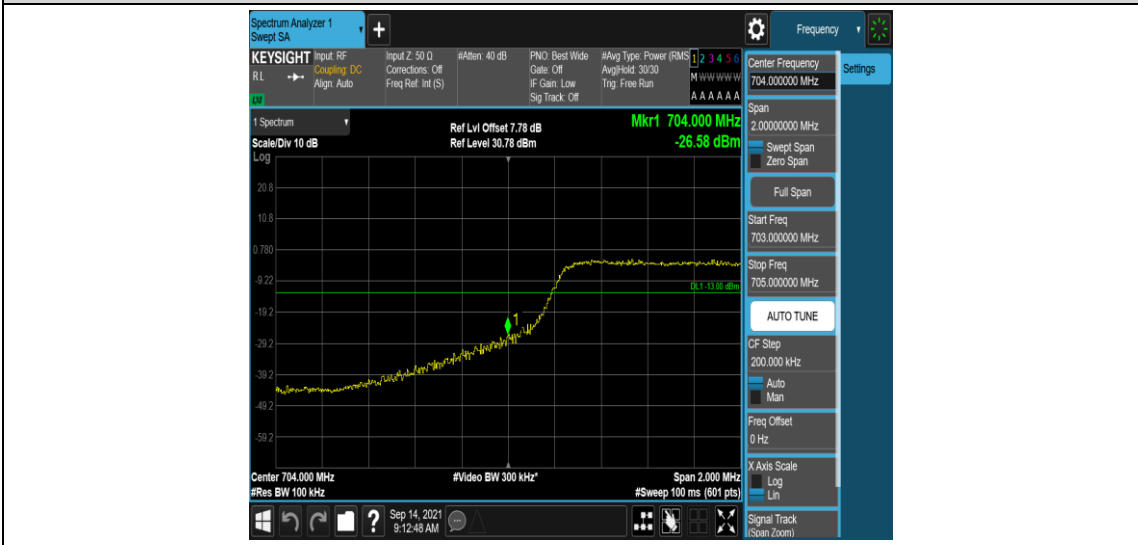 Spectrum Analyzer 1
Swept SA
+
Frequency
KEYSIGHT
Input: RF
Coupling: DC
Align: Auto
Input Z: 50 Ω
Corrections: Off
Freq Ref: Int (S)
#Atten: 40 dB
PNO: Best Wide
Gate: Off
IF Gain: Low
Sig Track: Off
#Avg Type: Power (RMS
Avg|Hold: 30/30
Trig: Free Run
1 2 3 4 5 6
M W W W W W
A A A A A A
R L
1 Spectrum
Scale/Div 10 dB
Log
Ref Lvl Offset 7.78 dB
Ref Level 30.78 dBm
Mkr1 704.000 MHz
-26.58 dBm
20.8
10.8
0.780
-9.22
-19.2
-29.2
-39.2
-49.2
-59.2
DL1 -13.00 dBm
1
Center 704.000 MHz
#Res BW 100 kHz
#Video BW 300 kHz*
Span 2.000 MHz
#Sweep 100 ms (601 pts)
Center Frequency
704.000000 MHz
Settings
Span
2.00000000 MHz
Swept Span
Zero Span
Full Span
Start Freq
703.000000 MHz
Stop Freq
705.000000 MHz
AUTO TUNE
CF Step
200.000 kHz
Auto
Man
Freq Offset
0 Hz
X Axis Scale
Log
Lin
Signal Track
(Span Zoom)
?
Sep 14, 2021
9:12:48 AM